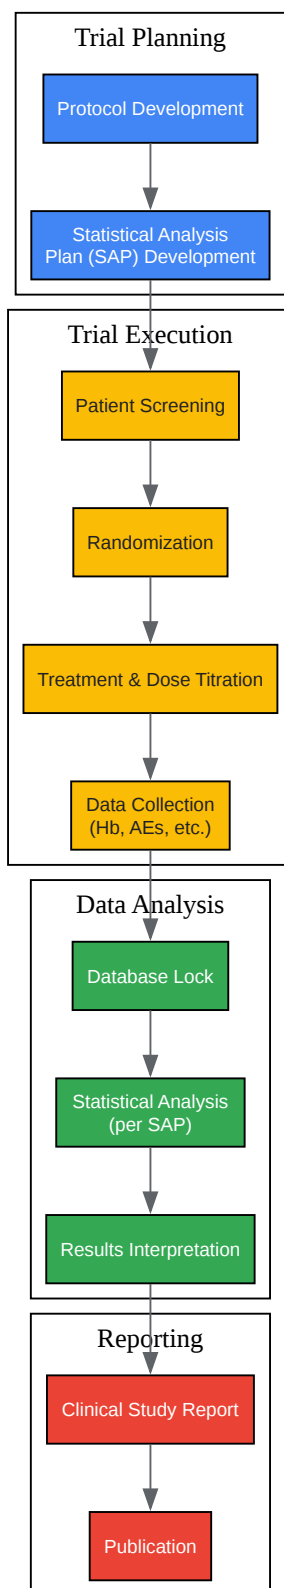 Trial Planning
Protocol Development
Statistical Analysis
Plan (SAP) Development
Trial Execution
Patient Screening
Randomization
Treatment & Dose Titration
Data Collection
(Hb, AEs, etc.)
Data Analysis
Database Lock
Statistical Analysis
(per SAP)
Results Interpretation
Reporting
Clinical Study Report
Publication